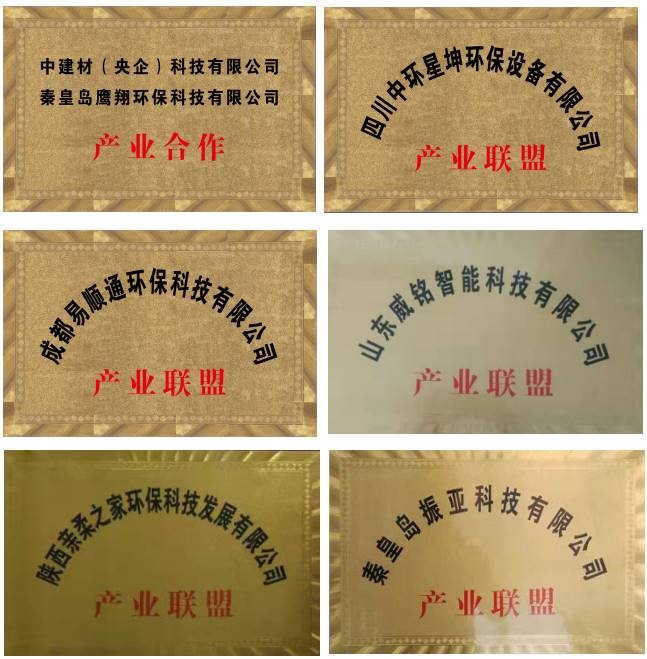 中建材（央企）科技有限公司
秦皇岛鹰翔环保科技有限公司
产业合作
四川中环星坤环保设备有限公司
产业联盟
成都易顺通环保科技有限公司
产业联盟
山东威铭智能科技有限公司
产业联盟
陕西亲柔之家环保科技发展有限公司
产业联盟
秦皇岛振亚科技有限公司
产业联盟